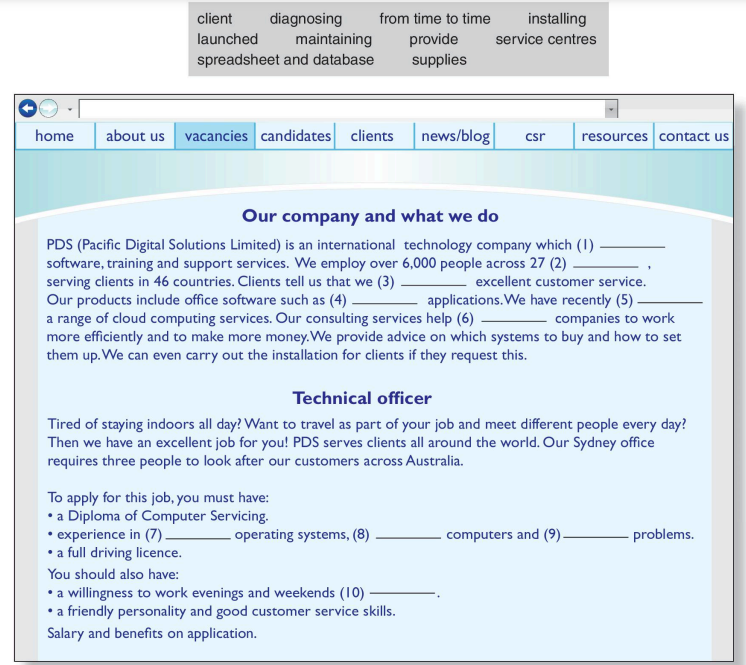 client diagnosing from time to time installing
launched maintaining provide service centres
spreadsheet and database supplies
home about us vacancies candidates clients news/blog csr resources contact us
Our company and what we do
PDS (Pacific Digital Solutions Limited) is an international technology company which (1) ________
software, training and support services. We employ over 6,000 people across 27 (2) ________ ,
serving clients in 46 countries. Clients tell us that we (3) ________ excellent customer service.
Our products include office software such as (4) ________ applications. We have recently (5) ________
a range of cloud computing services. Our consulting services help (6) ________ companies to work
more efficiently and to make more money. We provide advice on which systems to buy and how to set
them up. We can even carry out the installation for clients if they request this.
Technical officer
Tired of staying indoors all day? Want to travel as part of your job and meet different people every day?
Then we have an excellent job for you! PDS serves clients all around the world. Our Sydney office
requires three people to look after our customers across Australia.
To apply for this job, you must have:
• a Diploma of Computer Servicing.
• experience in (7) ________ operating systems, (8) ________ computers and (9) ________ problems.
• a full driving licence.
You should also have:
• a willingness to work evenings and weekends (10) ________.
• a friendly personality and good customer service skills.
Salary and benefits on application.